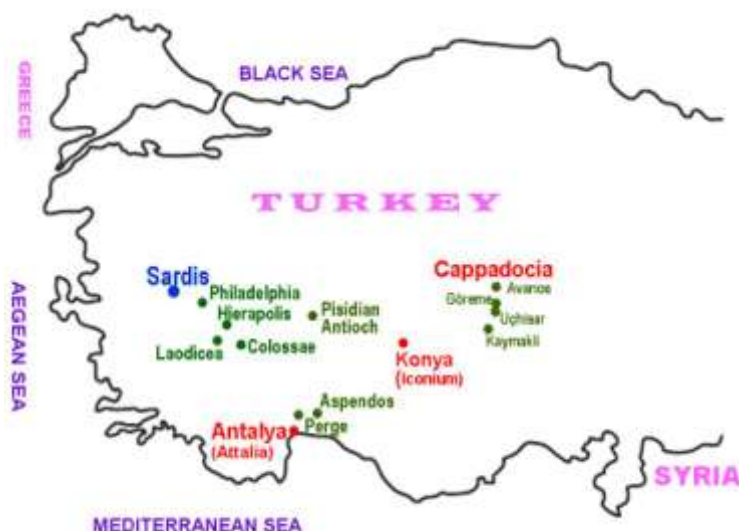 BLACK SEA
GREECE
TURKEY
AEGEAN SEA
Sardis
Philadelphia
Hierapolis
Laodicea
Colossae
Pisidian
Antioch
Cappadocia
Avanos
Göreme
Uçhisar
Kaymakli
Konya
(Iconium)
Aspendos
Perge
Antalya
(Attalia)
SYRIA
MEDITERRANEAN SEA